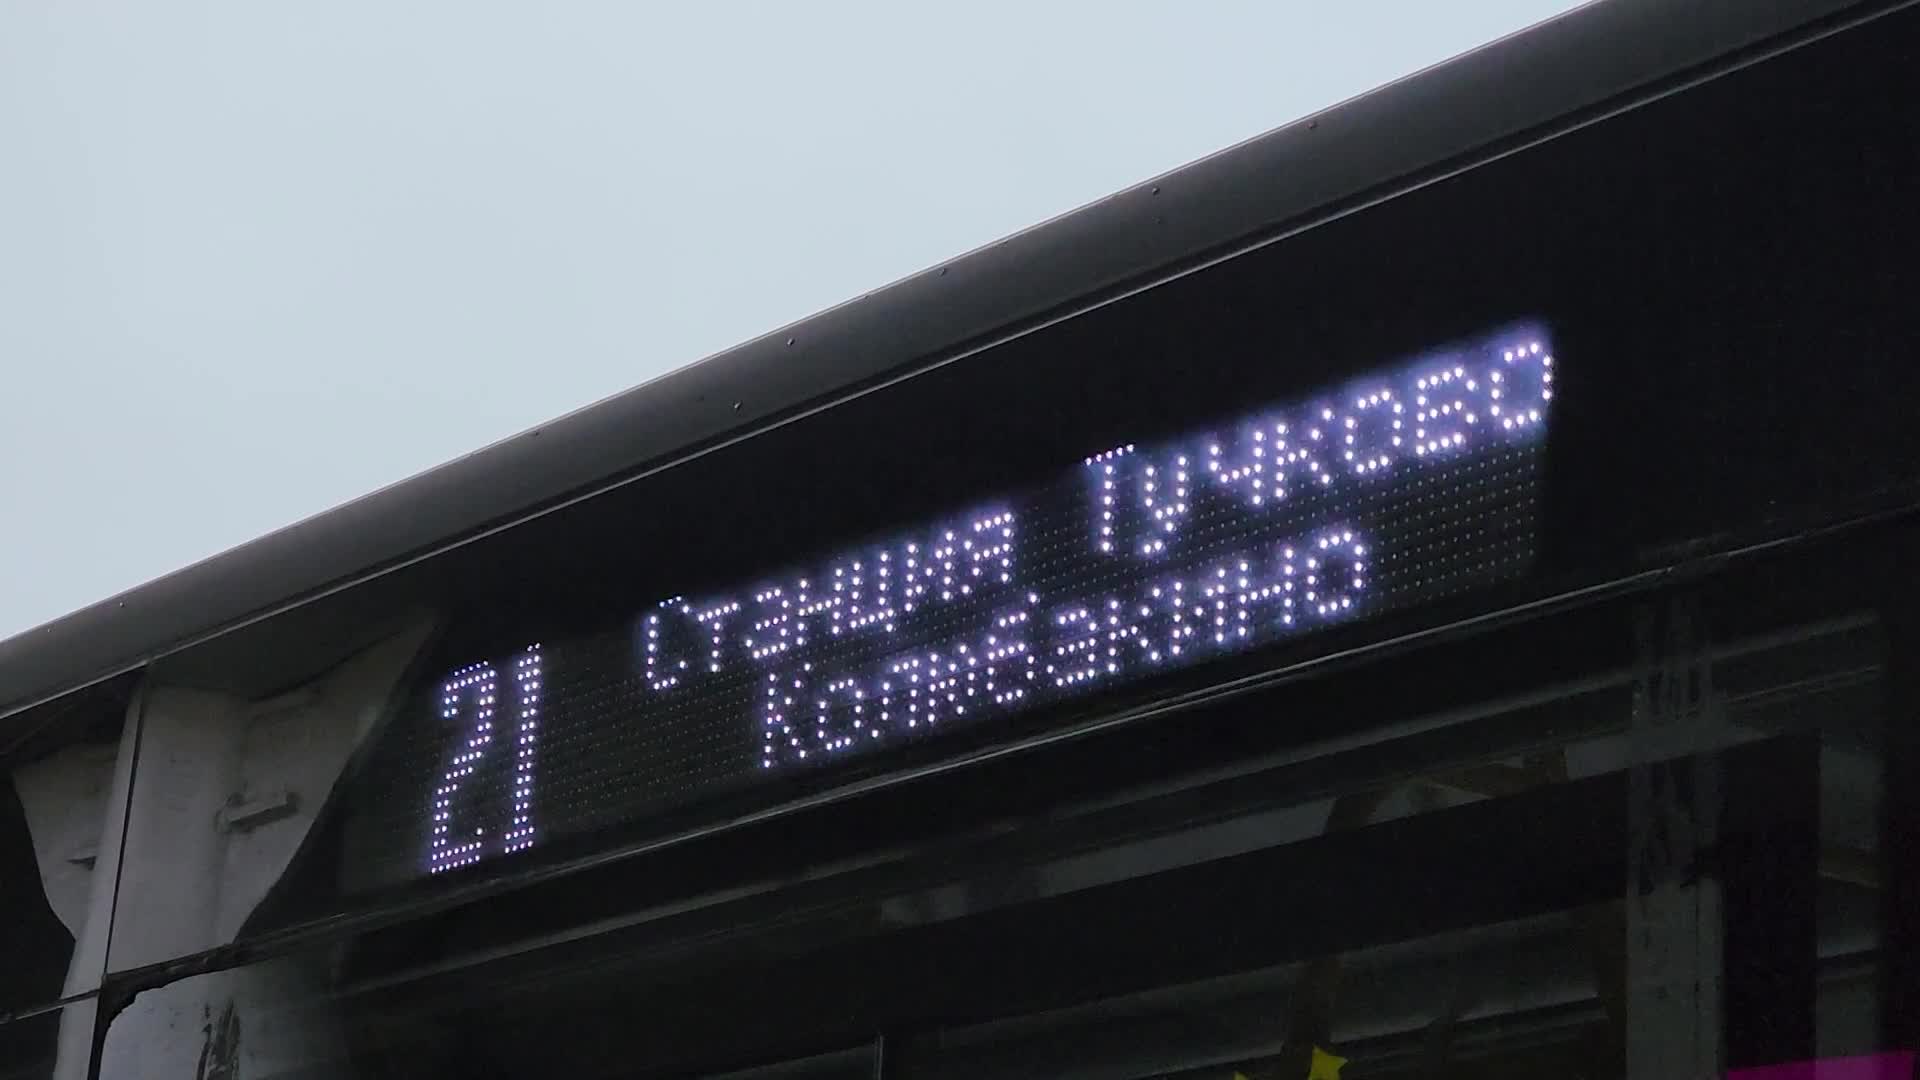 21
Станция Тучково
Колюбакино